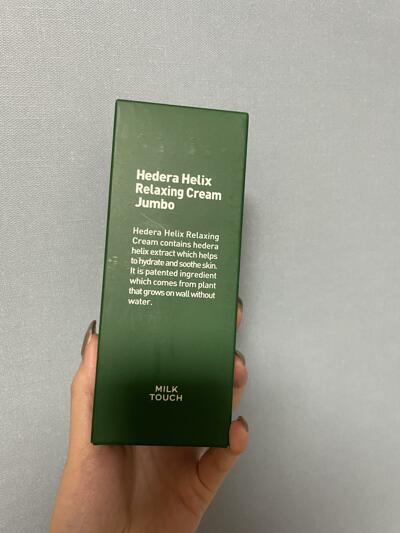 Hedera Helix
Relaxing Cream
Jumbo
Hedera Helix Relaxing
Cream contains hedera
helix extract which helps
to hydrate and soothe skin.
It is patented ingredient
which comes from plant
that grows on wall without
water.
MILK
TOUCH